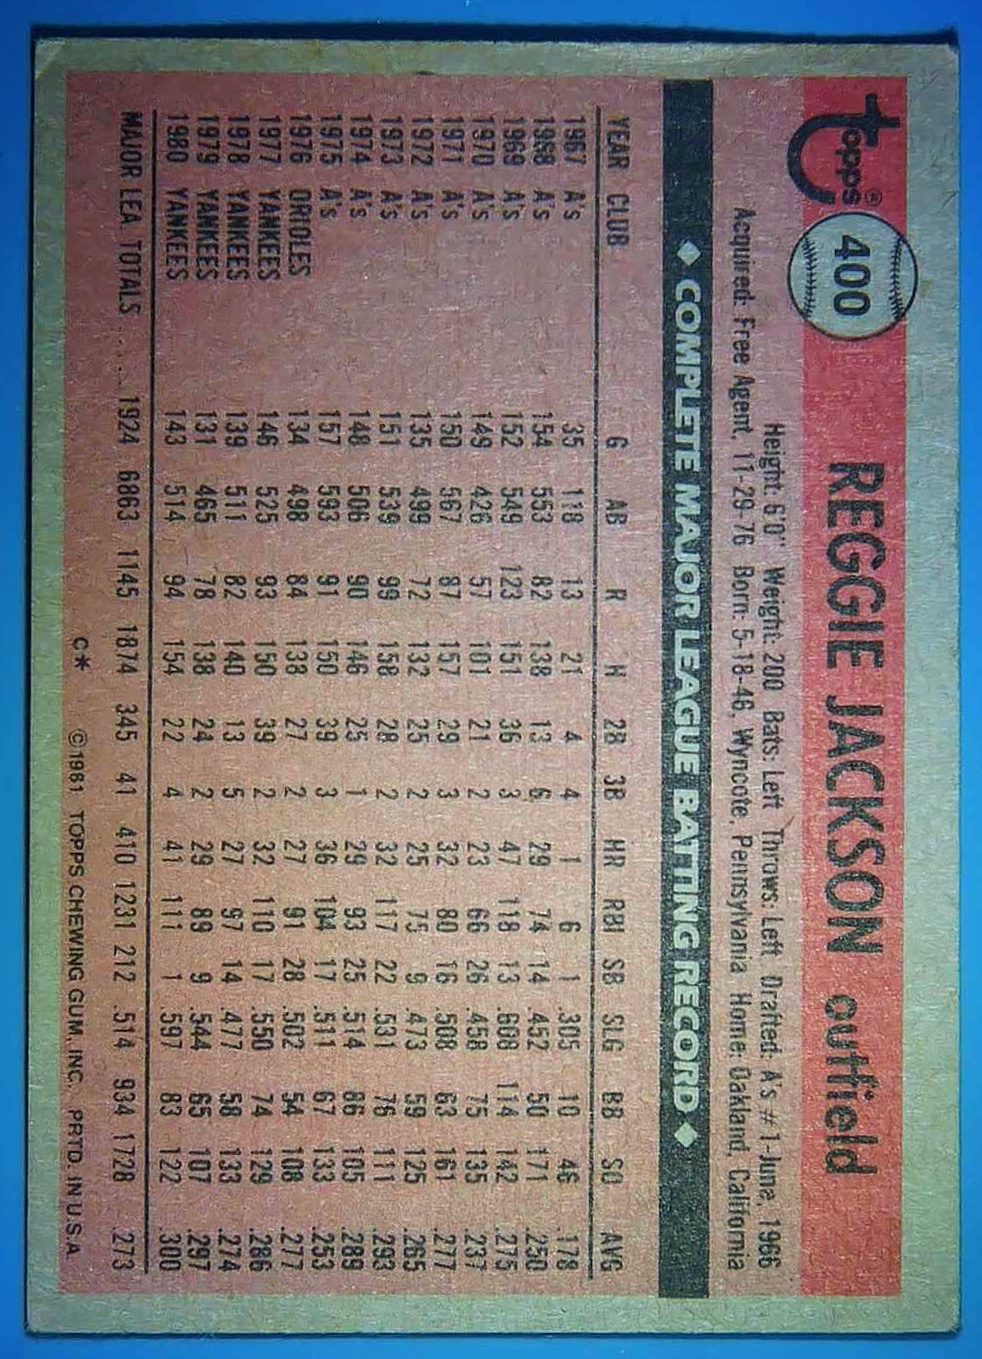 Topps® 400 REGGIE JACKSON outfield
Height: 6'0" Weight: 200 Bats: Left Throws: Left Drafted: A's #1-June, 1966
Acquired: Free Agent, 11-29-76 Born: 5-18-46, Wyncote, Pennsylvania Home: Oakland, California
◆ COMPLETE MAJOR LEAGUE BATTING RECORD ◆
YEAR CLUB G AB R H 2B 3B HR RBI SB SLG BB SO AVG
1967 A's 35 118 13 21 4 4 1 6 1 .305 10 46 .178
1968 A's 154 553 82 138 13 6 29 74 14 .452 50 171 .250
1969 A's 152 549 123 151 36 3 47 118 13 .608 114 142 .275
1970 A's 149 426 57 101 21 2 23 66 26 .458 75 135 .237
1971 A's 150 567 87 157 29 3 32 80 16 .508 63 161 .277
1972 A's 135 499 72 132 25 2 25 75 9 .473 59 125 .265
1973 A's 151 539 99 158 28 2 32 117 22 .531 76 111 .293
1974 A's 148 506 90 146 25 1 29 93 25 .514 86 105 .289
1975 A's 157 593 91 150 39 3 36 104 17 .511 67 133 .253
1976 ORIOLES 134 498 84 138 27 2 27 91 28 .502 54 108 .277
1977 YANKEES 146 525 93 150 39 2 32 110 17 .550 74 129 .286
1978 YANKEES 139 511 82 140 13 5 27 97 14 .477 58 133 .274
1979 YANKEES 131 465 78 138 24 2 29 89 9 .544 65 107 .297
1980 YANKEES 143 514 94 154 22 4 41 111 1 .597 83 122 .300
MAJOR LEA. TOTALS ..... 1924 6863 1145 1874 345 41 410 1231 212 .514 934 1728 .273
C* ©1981 TOPPS CHEWING GUM, INC. PRTD. IN U.S.A.